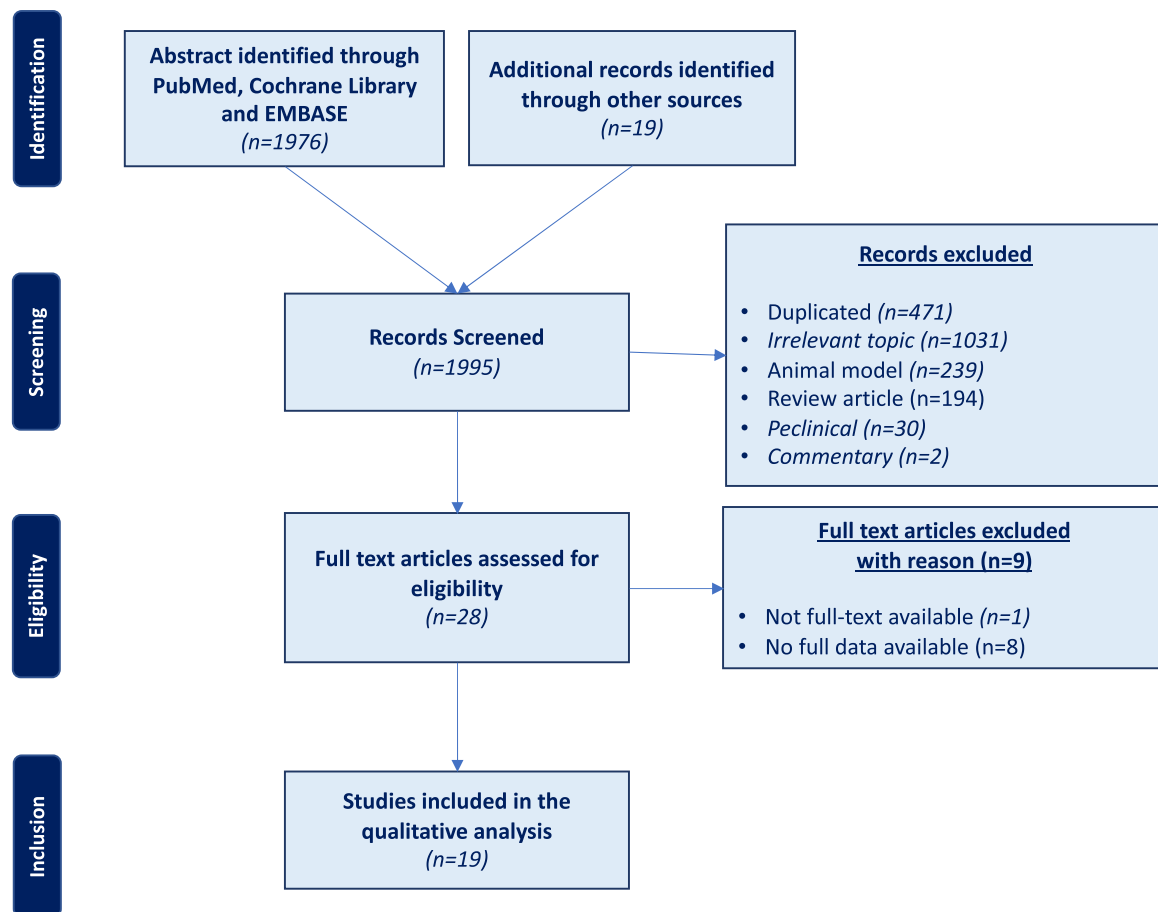 Identification
Abstract identified through
PubMed, Cochrane Library
and EMBASE
(n=1976)
Additional records identified
through other sources
(n=19)
Screening
Records Screened
(n=1995)
Records excluded
• Duplicated (n=471)
• Irrelevant topic (n=1031)
• Animal model (n=239)
• Review article (n=194)
• Peclinical (n=30)
• Commentary (n=2)
Eligibility
Full text articles assessed for
eligibility
(n=28)
Full text articles excluded
with reason (n=9)
• Not full-text available (n=1)
• No full data available (n=8)
Inclusion
Studies included in the
qualitative analysis
(n=19)